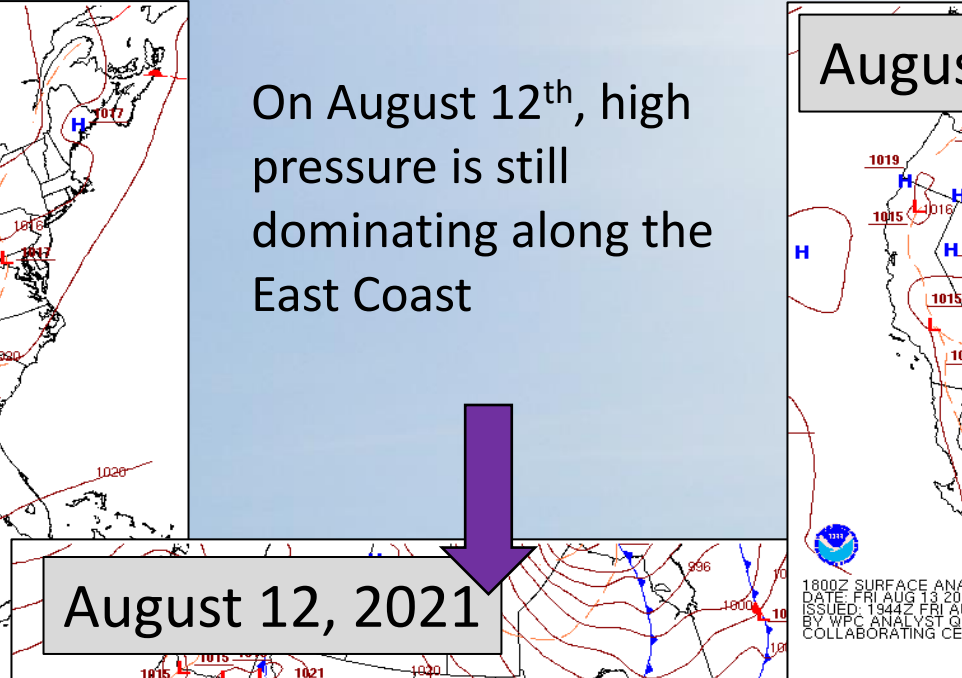 On August 12th, high
pressure is still
dominating along the
East Coast
August 12, 2021
Augus
1016
1017
1020
1019
1015
1016
1015
996
1000
1015
1021
1020
1800Z SURFACE ANA
DATE: FRI AUG 13 20
ISSUED: 1944Z FRI AU
BY WPC ANALYST Q
COLLABORATING CE